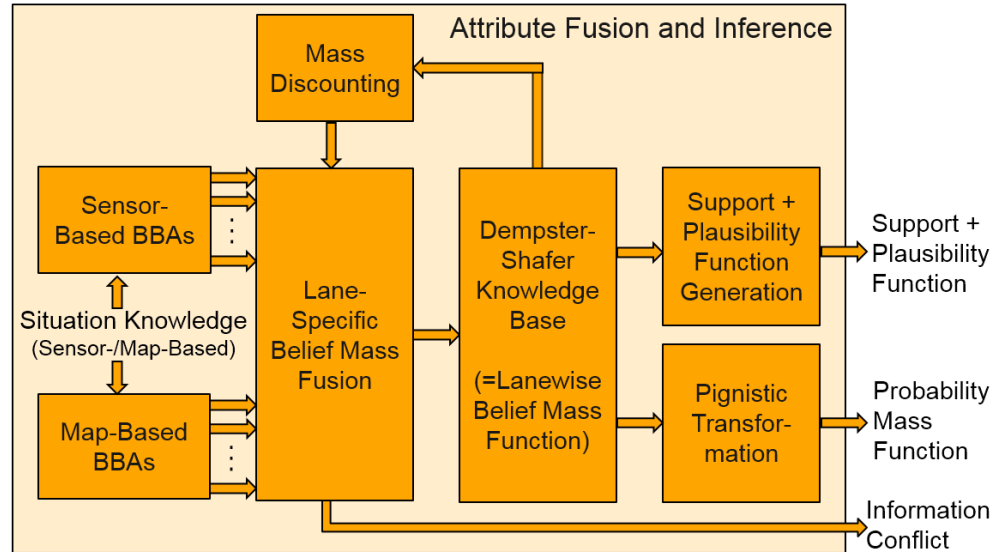 Attribute Fusion and Inference
Mass
Discounting
Sensor-
Based BBAs
Situation Knowledge
(Sensor-/Map-Based)
Map-Based
BBAs
Lane-
Specific
Belief Mass
Fusion
Dempster-
Shafer
Knowledge
Base
(=Lanewise
Belief Mass
Function)
Support +
Plausibility
Function
Generation
Pignistic
Transfor-
mation
Support +
Plausibility
Function
Probability
Mass
Function
Information
Conflict